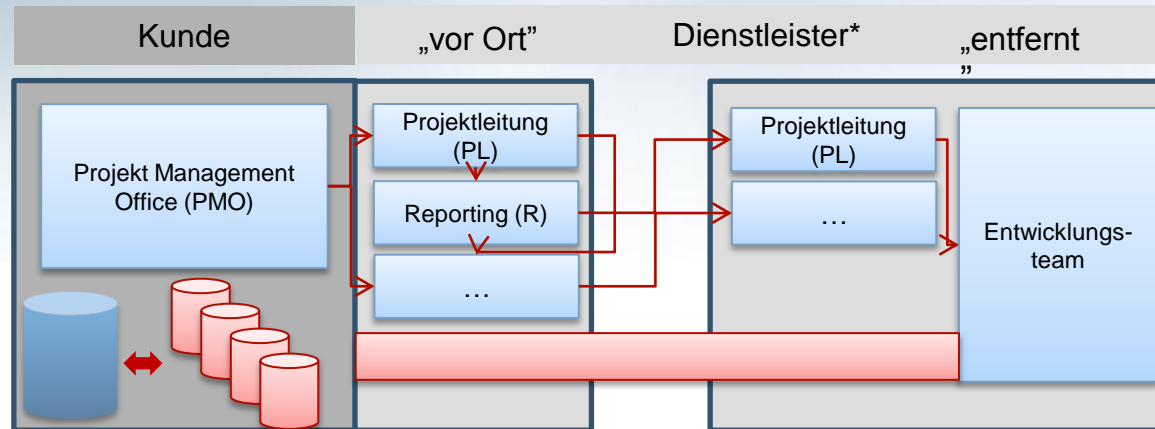 Kunde
„vor Ort”
Dienstleister*
„entfernt
„
Projekt Management
Office (PMO)
Projektleitung
(PL)
Reporting (R)
…
Projektleitung
(PL)
…
Entwicklungs-
team